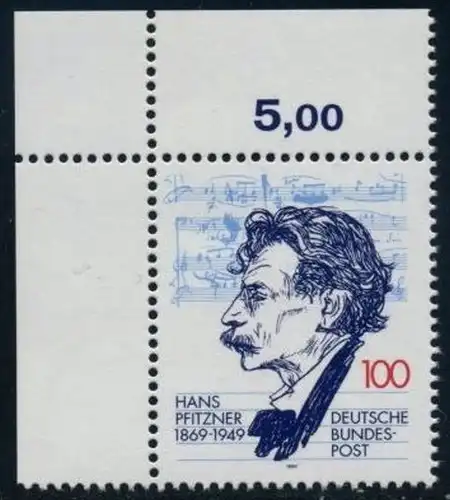 5,00
100
HANS
PFITZNER
1869-1949
DEUTSCHE
BUNDES-
POST